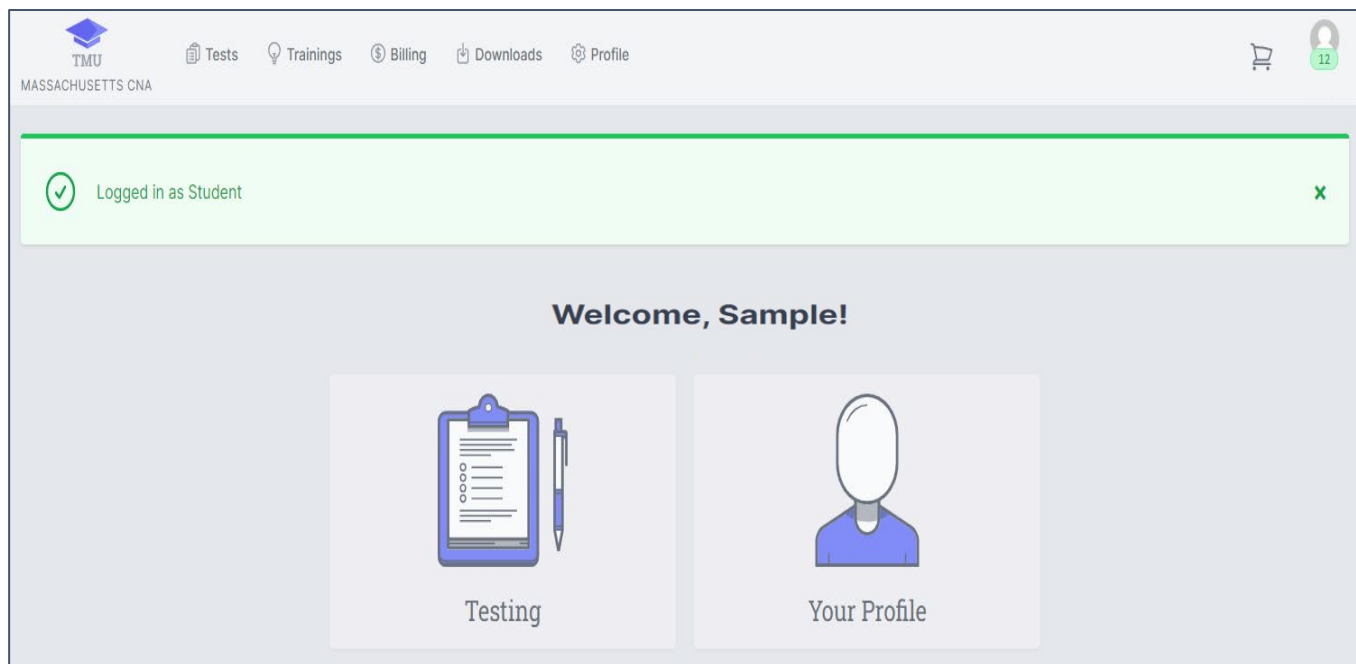 TMU
MASSACHUSETTS CNA
Tests
Trainings
Billing
Downloads
Profile
12
Logged in as Student
Welcome, Sample!
Testing
Your Profile